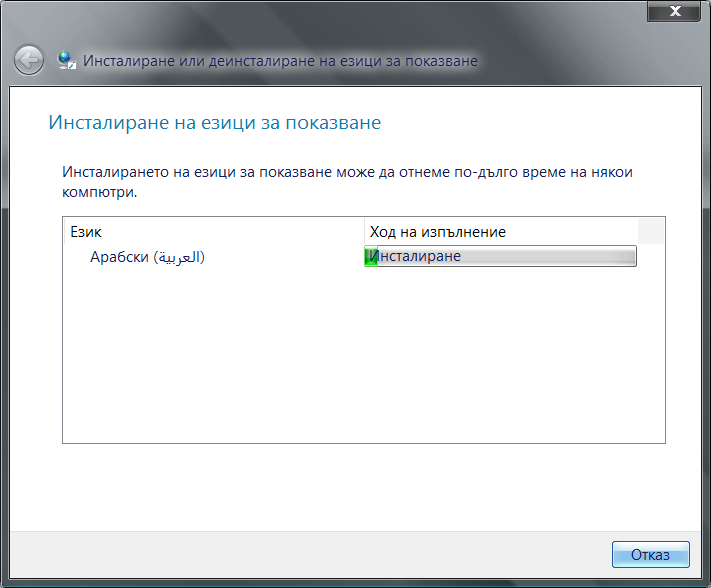 Инсталиране или деинсталиране на езици за показване
Инсталиране на езици за показване
Инсталирането на езици за показване може да отнеме по-дълго време на някои
компютри.
Език Ход на изпълнение
Арабски (العربية) Инсталиране
Отказ